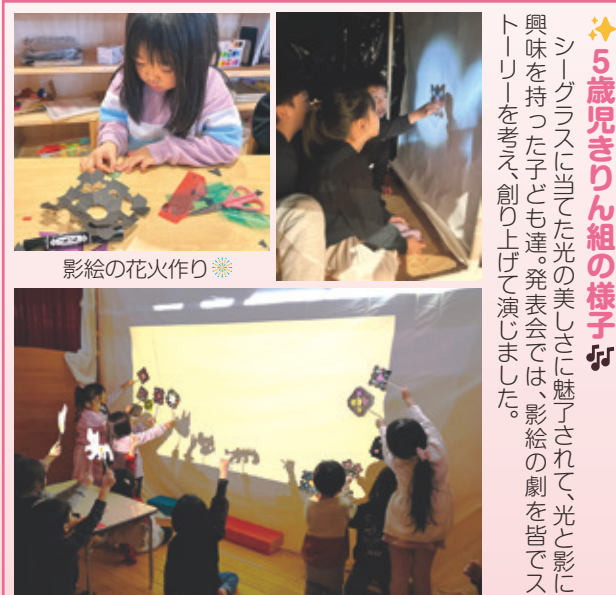 ✨5歳児きりん組の様子🎶
シーグラスに当てた光の美しさに魅了されて、光と影に
興味を持った子ども達。発表会では、影絵の劇を皆でス
トーリーを考え、創り上げて演じました。
影絵の花火作り🎆